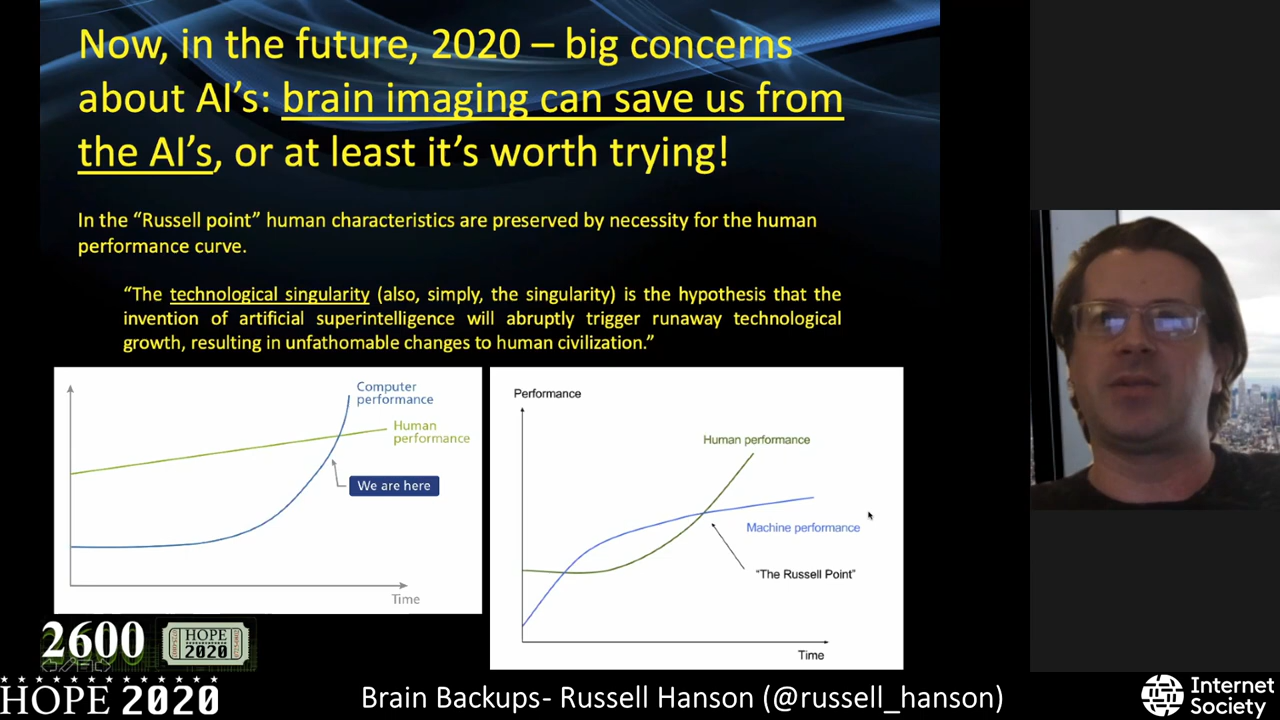 Now, in the future, 2020 – big concerns
about AI's: brain imaging can save us from
the AI's, or at least it's worth trying!
In the “Russell point” human characteristics are preserved by necessity for the human
performance curve.
“The technological singularity (also, simply, the singularity) is the hypothesis that the
invention of artificial superintelligence will abruptly trigger runaway technological
growth, resulting in unfathomable changes to human civilization.”
Computer
performance
Human
performance
We are here
Time
Performance
Human performance
Machine performance
“The Russell Point”
Time
2600
HOPE
2020
HOPE 2020
Brain Backups- Russell Hanson (@russell_hanson)
Internet
Society